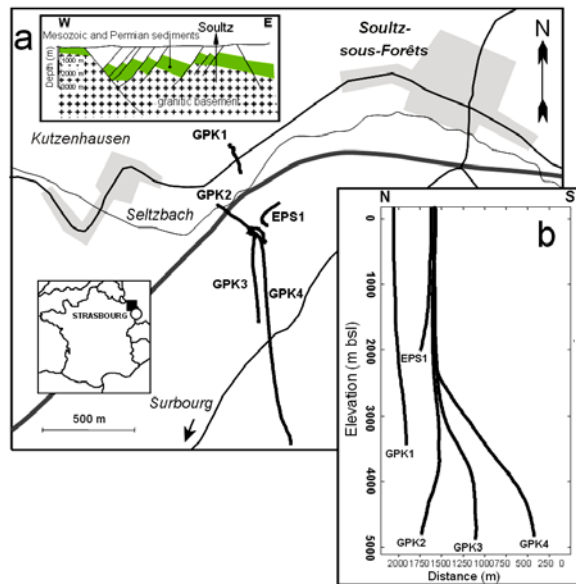 a
W
E
Soultz
Mesozoic and Permian sediments
Depth (m)
1000 m
2000 m
3000 m
granitic basement
Soultz-
sous-Forêts
N
Kutzenhausen
GPK1
GPK2
Seltzbach
EPS1
GPK3
GPK4
STRASBOURG
Surbourg
500 m
N
S
b
0
1000
2000
3000
4000
5000
Elevation (m bsl)
EPS1
GPK1
GPK2
GPK3
GPK4
2000 1750 1500 1250 1000 750 500 250 0
Distance (m)